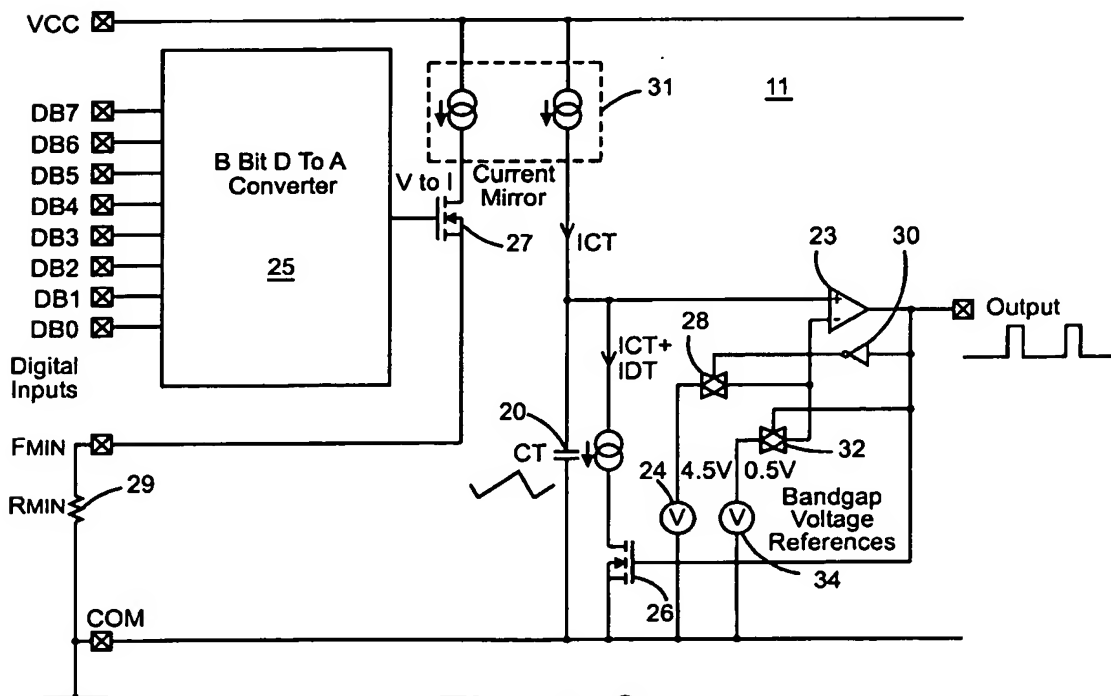 VCC
11
31
DB7
DB6
DB5
DB4
DB3
DB2
DB1
DB0
Digital
Inputs
B Bit D To A
Converter
25
V to I
Current
Mirror
27
ICT
23
30
+
-
Output
28
ICT+
IDT
20
CT
32
24
4.5V
0.5V
V
V
Bandgap
Voltage
References
34
26
FMIN
RMIN
29
COM